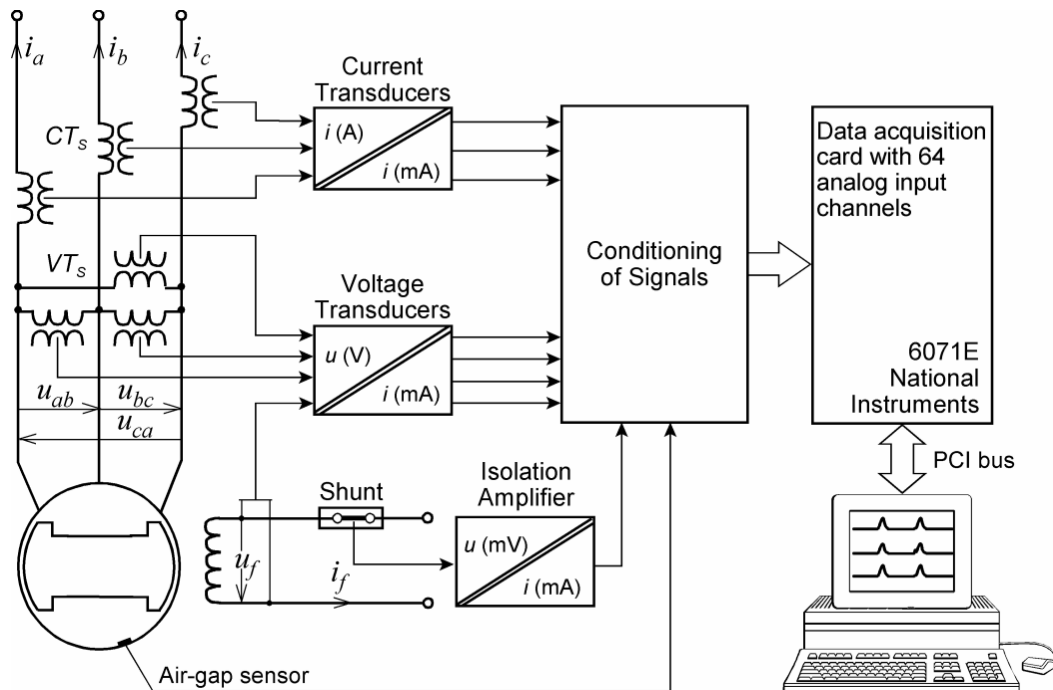 i_a
i_b
i_c
Current
Transducers
CT_s
i (A)
i (mA)
Data acquisition
card with 64
analog input
channels
Conditioning
of Signals
VT_s
Voltage
Transducers
u (V)
i (mA)
6071E
National
Instruments
u_ab
u_bc
u_ca
PCI bus
Shunt
Isolation
Amplifier
u_f
i_f
u (mV)
i (mA)
Air-gap sensor